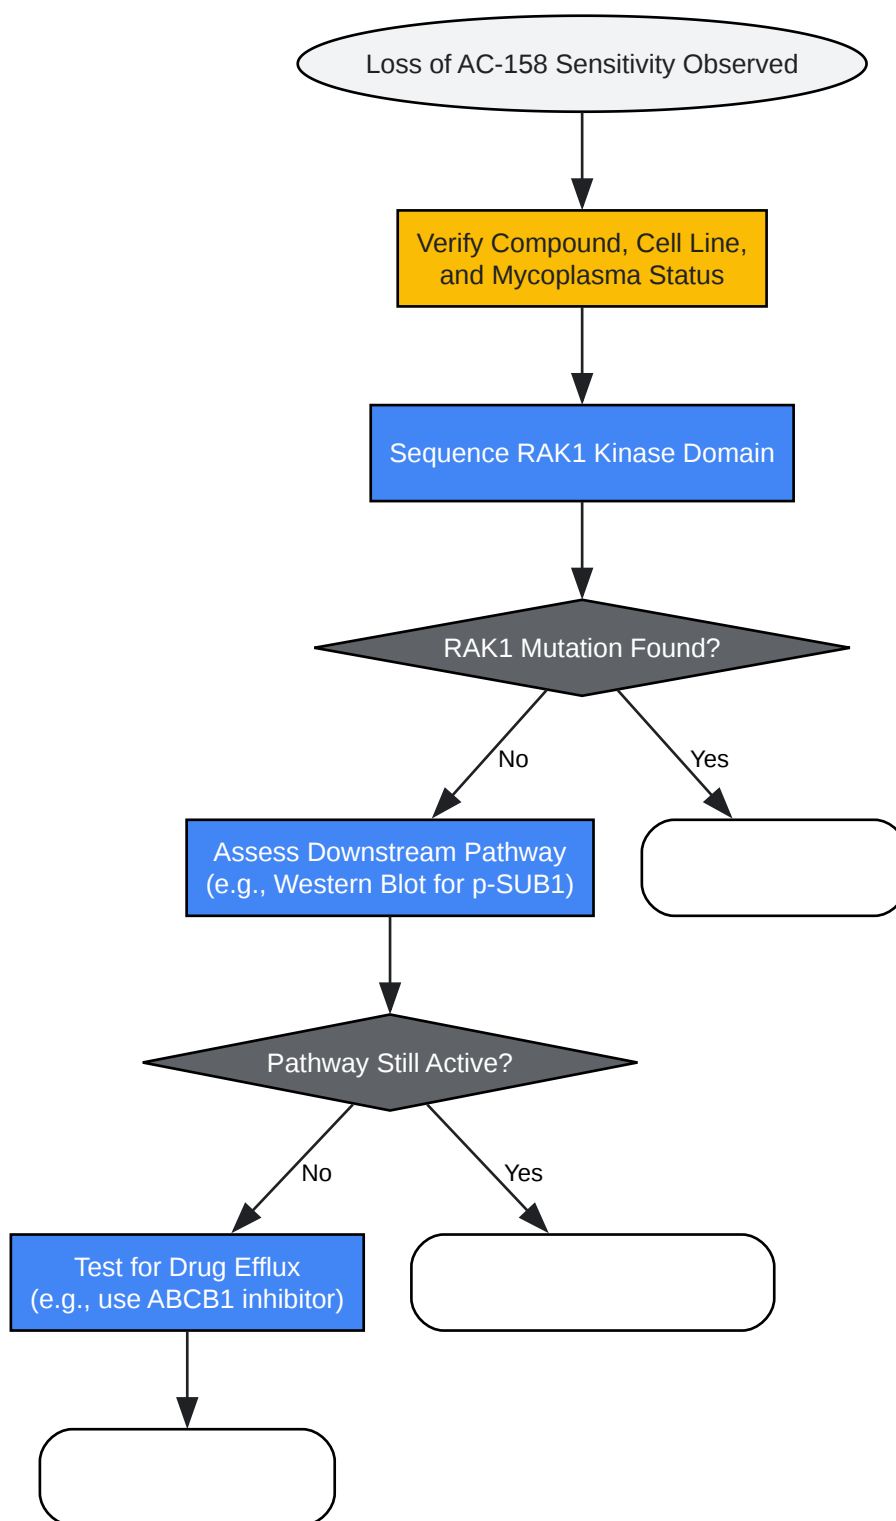 Loss of AC-158 Sensitivity Observed
Verify Compound, Cell Line,
and Mycoplasma Status
Sequence RAK1 Kinase Domain
RAK1 Mutation Found?
No
Yes
Assess Downstream Pathway
(e.g., Western Blot for p-SUB1)
Pathway Still Active?
No
Yes
Test for Drug Efflux
(e.g., use ABCB1 inhibitor)